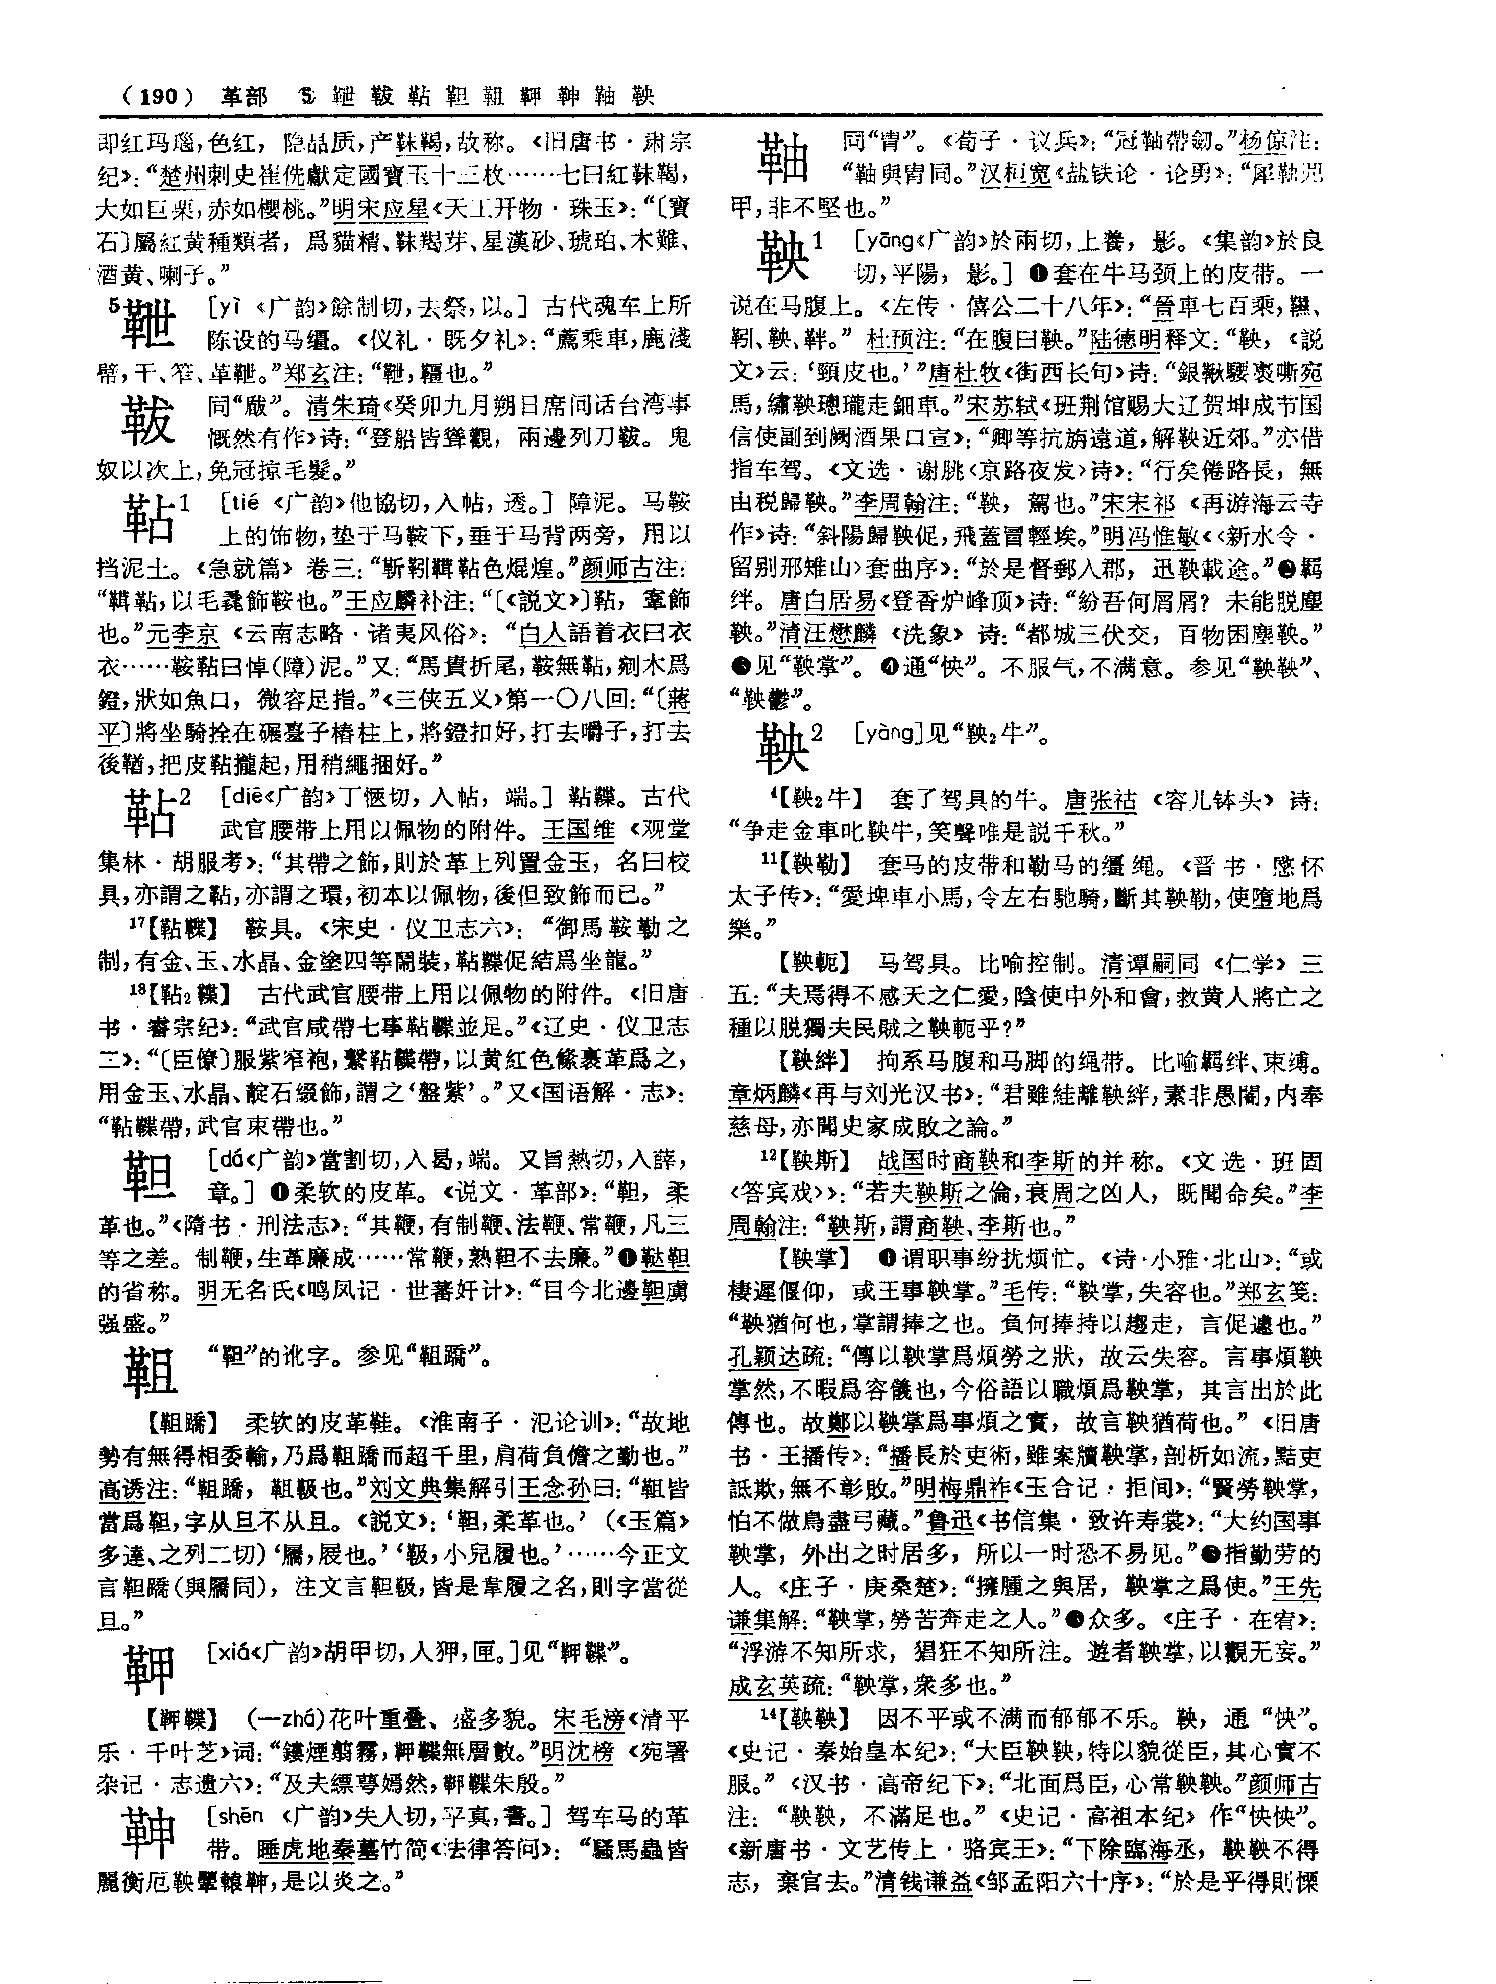 （190） 革部 ⑤ 靾 䩖 鞊 靼 靻 䩡 䩥 䩜 鞅
即红玛瑙，色红，隐晶质，产靺鞨，故称。《旧唐书·肃宗
纪》：“楚州刺史崔侁獻定國寶玉十三枚……七曰紅靺鞨，
大如巨栗，赤如櫻桃。”明宋应星《天工开物·珠玉》：“〔寶
石〕屬紅黄種類者，爲貓精、靺羯芽、星漢砂、琥珀、木難、
酒黄、喇子。”
5靾 ［yì《广韵》餘制切，去祭，以。］ 古代魂车上所
陈设的马缰。《仪礼·既夕礼》：“薦乘車，鹿淺
幦，干、笮、革靾。”郑玄注：“靾，韁也。”
䩖 同“瞂”。清朱琦《癸卯九月朔日席间话台湾事
慨然有作》诗：“登船皆聳觀，兩邊列刀䩖。鬼
奴以次上，免冠掠毛髮。”
鞊1 ［tié《广韵》他協切，入帖，透。］ 障泥。马鞍
上的饰物，垫于马鞍下，垂于马背两旁，用以
挡泥土。《急就篇》卷三：“靳靷鞯鞊色焜煌。”颜师古注：
“鞊，以毛毳飾鞍也。”王应麟补注：“〔《説文》〕鞊，鞌飾
也。”元李京《云南志略·诸夷风俗》：“白人語着衣曰衣
衣……鞍鞊曰悼(障)泥。”又：“馬貴折尾，鞍無鞊，剜木爲
鐙，狀如魚口，微容足指。”《三侠五义》第一〇八回：“〔蔣
平〕將坐騎拴在碾臺子樁柱上，將鐙扣好，打去嚼子，打去
後鞧，把皮鞊攏起，用稍繩捆好。”
鞊2 ［diē《广韵》丁愜切，入帖，端。］ 鞊鞢。古代
武官腰带上用以佩物的附件。王国维《观堂
集林·胡服考》：“其帶之飾，則於革上列置金玉，名曰校
具，亦謂之鞊，亦謂之環，初本以佩物，後但致飾而已。”
17【鞊鞢】 鞍具。《宋史·仪卫志六》：“御馬鞍勒之
制，有金、玉、水晶、金塗四等鬧裝，鞊鞢促結爲坐龍。”
18【鞊2鞢】 古代武官腰带上用以佩物的附件。《旧唐
书·睿宗纪》：“武官咸帶七事鞊鞢並足。”《辽史·仪卫志
二》：“〔臣僚〕服紫窄袍，繫鞊鞢帶，以黄紅色絛裹革爲之，
用金玉、水晶、靛石缀飾，謂之‘盤紫’。”又《国语解·志》：
“鞊鞢帶，武官束帶也。”
靼 ［dá《广韵》當割切，入曷，端。又旨熱切，入薛，
章。］ ❶柔软的皮革。《说文·革部》：“靼，柔
革也。”《隋书·刑法志》：“其鞭，有制鞭、法鞭、常鞭，凡三
等之差。制鞭，生革廉成……常鞭，熟靼不去廉。”❶鞑靼
的省称。明无名氏《鸣凤记·世蕃奸计》：“目今北邊靼虜
强盛。”
靻 “靼”的讹字。参见“靻蹻”。
【靻蹻】 柔软的皮革鞋。《淮南子·氾论训》：“故地
勢有無得相委輸，乃爲靻蹻而超千里，肩荷負儋之勤也。”
高诱注：“靻蹻，靻䩕也。”刘文典集解引王念孙曰：“靻皆
當爲靼，字从旦不从且。《説文》：‘靼，柔革也。’（《玉篇》
多達、之列二切）‘屩，屐也。’‘䩕，小兒履也。’……今正文
言靼蹻（與屩同），注文言靼䩕，皆是韋履之名，則字當從
旦。”
䩡 ［xiá《广韵》胡甲切，入狎，匣。］见“䩡鞢”。
【䩡鞢】 （一zhá）花叶重叠、盛多貌。宋毛滂《清平
乐·千叶芝》词：“鏤煙翦霧，䩡鞢無層數。”明沈榜《宛署
杂记·志遗六》：“及夫縹萼嫣然，䩡鞢朱殷。”
䩥 ［shēn《广韵》失人切，平真，書。］ 驾车马的革
带。睡虎地秦墓竹简《法律答问》：“騷馬蟲皆
麗衡厄鞅䪊轅䩥，是以炎之。”
䩜 同“胄”。《荀子·议兵》：“冠䩜帶劒。”杨倞注：
“䩜與冑同。”汉桓宽《盐铁论·论勇》：“犀䩜兕
甲，非不堅也。”
鞅1 ［yāng《广韵》於兩切，上養，影。《集韵》於良
切，平陽，影。］ ❶套在牛马颈上的皮带。一
说在马腹上。《左传·僖公二十八年》：“晉車七百乘，韅、
靷、鞅、靽。” 杜预注：“在腹曰鞅。”陆德明释文：“鞅，《説
文》云：‘頸皮也。’”唐杜牧《街西长句》诗：“銀鞦騕褭嘶宛
馬，繡鞅璁瓏走鈿車。”宋苏轼《班荆馆赐大辽贺坤成节国
信使副到阙酒果口宣》：“卿等抗旃遠道，解鞅近郊。”亦借
指车驾。《文选·谢朓〈京路夜发〉诗》：“行矣倦路長，無
由税歸鞅。”李周翰注：“鞅，駕也。”宋宋祁《再游海云寺
作》诗：“斜陽歸鞅促，飛蓋冒輕埃。”明冯惟敏《〈新水令·
留别邢雉山〉套曲序》：“於是督郵入郡，迅鞅載途。”❷羁
绊。唐白居易《登香炉峰顶》诗：“紛吾何屑屑？未能脱塵
鞅。”清汪懋麟《洗象》诗：“都城三伏交，百物困塵鞅。”
❸见“鞅掌”。❹通“怏”。不服气，不满意。参见“鞅鞅”、
“鞅鬱”。
鞅2 ［yàng］见“鞅2牛”。
4【鞅2牛】 套了驾具的牛。唐张祜《容儿钵头》诗：
“争走金車叱鞅牛，笑聲唯是説千秋。”
11【鞅勒】 套马的皮带和勒马的缰绳。《晋书·愍怀
太子传》：“愛埤車小馬，令左右馳騎，斷其鞅勒，使墮地爲
樂。”
【鞅軛】 马驾具。比喻控制。清谭嗣同《仁学》三
五：“夫焉得不感天之仁愛，陰使中外和會，救黄人將亡之
種以脱獨夫民賊之鞅軛乎？”
【鞅絆】 拘系马腹和马脚的绳带。比喻羁绊、束缚。
章炳麟《再与刘光汉书》：“君雖絓離鞅絆，素非愚闇，内奉
慈母，亦聞史家成敗之論。”
12【鞅斯】 战国时商鞅和李斯的并称。《文选·班固
〈答宾戏〉》：“若夫鞅斯之倫，衰周之凶人，既聞命矣。”李
周翰注：“鞅斯，謂商鞅、李斯也。”
【鞅掌】 ❶谓职事纷扰烦忙。《诗·小雅·北山》：“或
棲遲偃仰，或王事鞅掌。”毛传：“鞅掌，失容也。”郑玄笺：
“鞅猶何也，掌謂捧之也。負何捧持以趨走，言促遽也。”
孔颖达疏：“傳以鞅掌爲煩勞之狀，故云失容。言事煩鞅
掌然，不暇爲容儀也，今俗語以職煩爲鞅掌，其言出於此
傳也。故鄭以鞅掌爲事煩之實，故言鞅猶荷也。”《旧唐
书·王播传》：“播長於吏術，雖案牘鞅掌，剖析如流，黠吏
詆欺，無不彰敗。”明梅鼎祚《玉合记·拒间》：“賢勞鞅掌，
怕不做鳥盡弓藏。”鲁迅《书信集·致许寿裳》：“大约国事
鞅掌，外出之时居多，所以一时恐不易见。”❷指勤劳的
人。《庄子·庚桑楚》：“擁腫之與居，鞅掌之爲使。”王先
谦集解：“鞅掌，勞苦奔走之人。”❸众多。《庄子·在宥》：
“浮游不知所求，猖狂不知所注。遊者鞅掌，以觀无妄。”
成玄英疏：“鞅掌，衆多也。”
14【鞅鞅】 因不平或不满而郁郁不乐。鞅，通“怏”。
《史记·秦始皇本纪》：“大臣鞅鞅，特以貌從臣，其心實不
服。”《汉书·高帝纪下》：“北面爲臣，心常鞅鞅。”颜师古
注：“鞅鞅，不滿足也。”《史记·高祖本纪》作“怏怏”。
《新唐书·文艺传上·骆宾王》：“下除臨海丞，鞅鞅不得
志，棄官去。”清钱谦益《邹孟阳六十序》：“於是乎得則慄